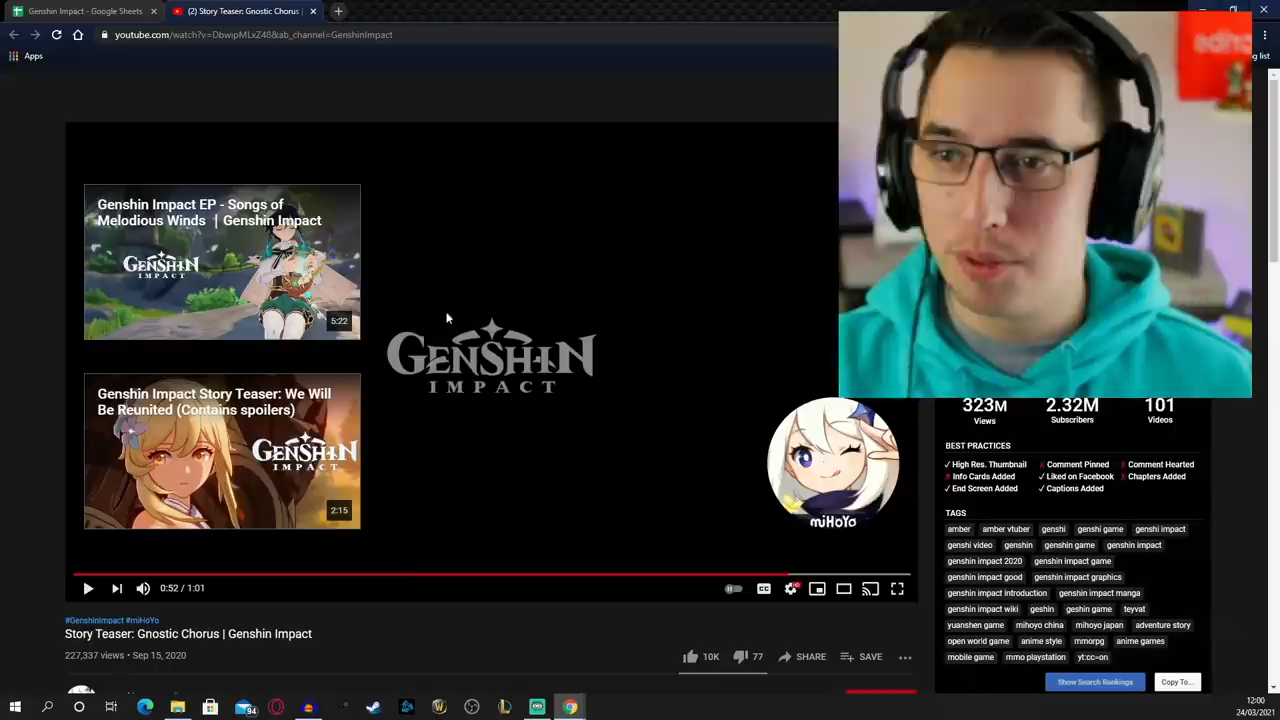 Genshin Impact - Google Sheets
(2) Story Teaser: Gnostic Chorus |
youtube.com/watch?v=DbwipMLxZ48&ab_channel=GenshinImpact
Apps
Genshin Impact EP - Songs of
Melodious Winds | Genshin Impact
GENSHIN
IMPACT
5:22
GENSHIN
IMPACT
Genshin Impact Story Teaser: We Will
Be Reunited (Contains spoilers)
GENSHIN
IMPACT
2:15
miHoYo
0:52 / 1:01
CC
HD
#GenshinImpact #miHoYo
Story Teaser: Gnostic Chorus | Genshin Impact
227,337 views • Sep 15, 2020
10K
77
SHARE
SAVE
323M
Views
2.32M
Subscribers
101
Videos
BEST PRACTICES
High Res. Thumbnail
Comment Pinned
Comment Hearted
Info Cards Added
Liked on Facebook
Chapters Added
End Screen Added
Captions Added
TAGS
amber amber vtuber genshi genshi game genshi impact
genshi video genshin genshin game genshin impact
genshin impact 2020 genshin impact game
genshin impact good genshin impact graphics
genshin impact introduction genshin impact manga
genshin impact wiki geshin geshin game teyvat
yuanshen game mihoyo china mihoyo japan adventure story
open world game anime style mmorpg anime games
mobile game mmo playstation yt:cc=on
Show Search Rankings
Copy To...
94
12:00
24/03/2021